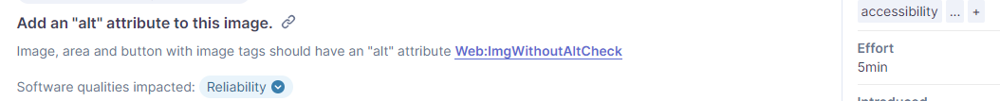 Add an "alt" attribute to this image.
Image, area and button with image tags should have an "alt" attribute Web:ImgWithoutAltCheck
Software qualities impacted: Reliability
accessibility ... +
Effort
5min
Introduced